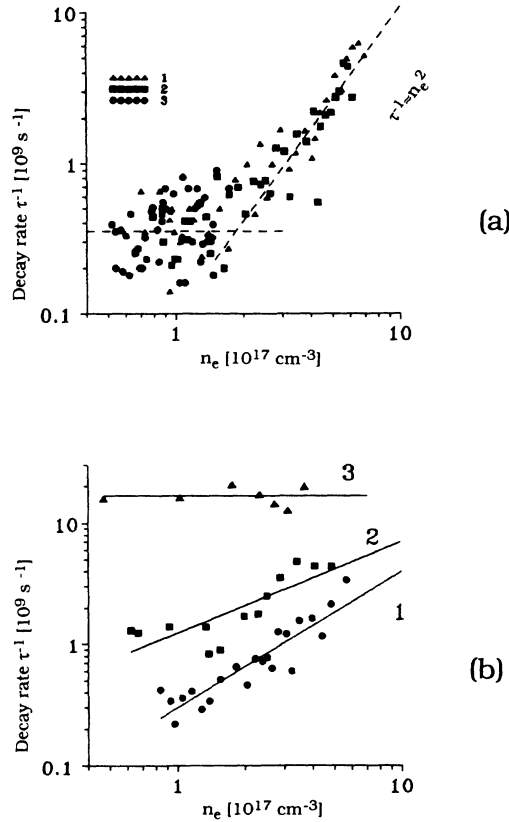 10
1
2
3
τ⁻¹=nₑ2
Decay rate τ⁻¹ [10⁹ s ⁻¹]
1
(a)
0.1
1
10
nₑ [10¹⁷ cm⁻³]
3
10
2
Decay rate τ⁻¹ [10⁹ s ⁻¹]
1
1
(b)
0.1
1
10
nₑ [10¹⁷ cm⁻³]